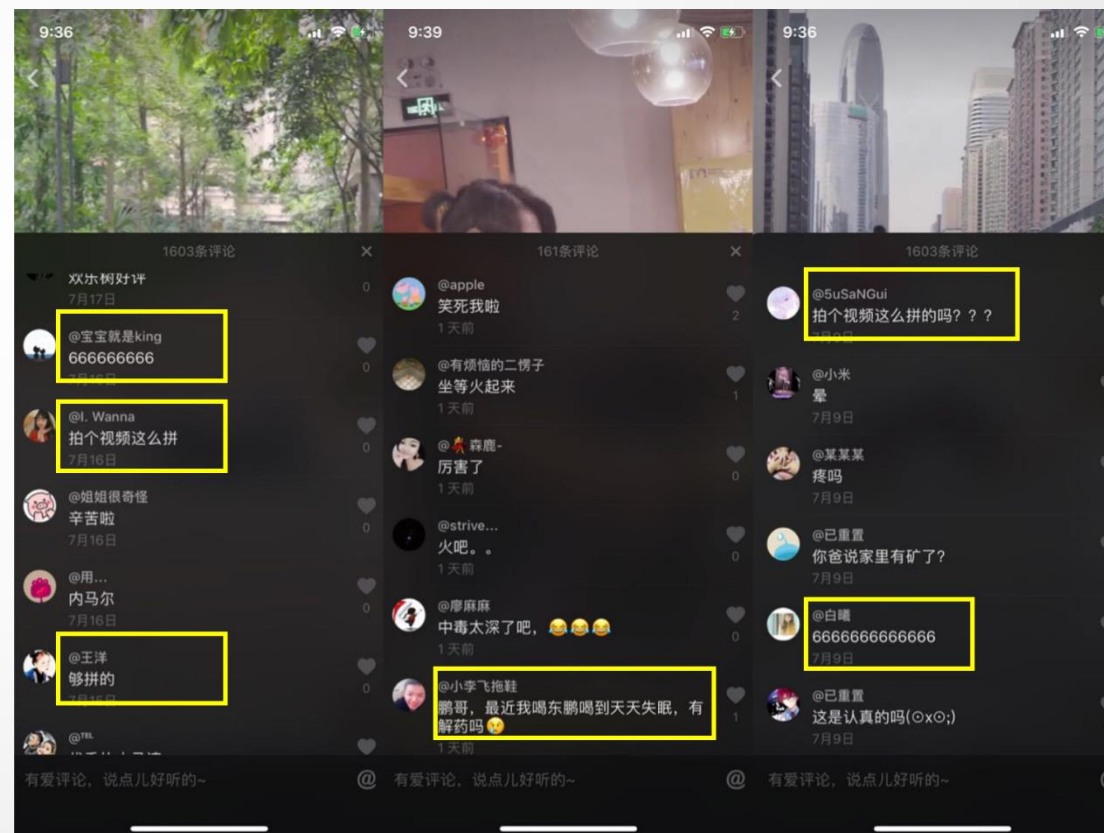 9:36
1603条评论
欢乐树好评
7月17日
0
@宝宝就是king
666666666
7月16日
0
@I. Wanna
拍个视频这么拼
7月16日
0
@姐姐很奇怪
辛苦啦
7月16日
0
@用...
内马尔
7月16日
0
@王洋
够拼的
7月15日
0
@TEL
有爱评论，说点儿好听的~
@
9:39
161条评论
@apple
笑死我啦
1天前
2
@有烦恼的二愣子
坐等火起来
1天前
1
@💃森鹿-
厉害了
1天前
0
@strive...
火吧。。
1天前
0
@廖麻麻
中毒太深了吧，😂😂😂
1天前
0
@小李飞拖鞋
鹏哥，最近我喝东鹏喝到天天失眠，有
解药吗😢
1天前
1
有爱评论，说点儿好听的~
@
9:36
1603条评论
@5uSaNGui
拍个视频这么拼的吗？？？
7月9日
@小米
晕
7月9日
@某某某
疼吗
7月9日
@已重置
你爸说家里有矿了？
7月9日
@白曦
6666666666666
7月9日
@已重置
这是认真的吗(⊙x⊙;)
7月9日
有爱评论，说点儿好听的~